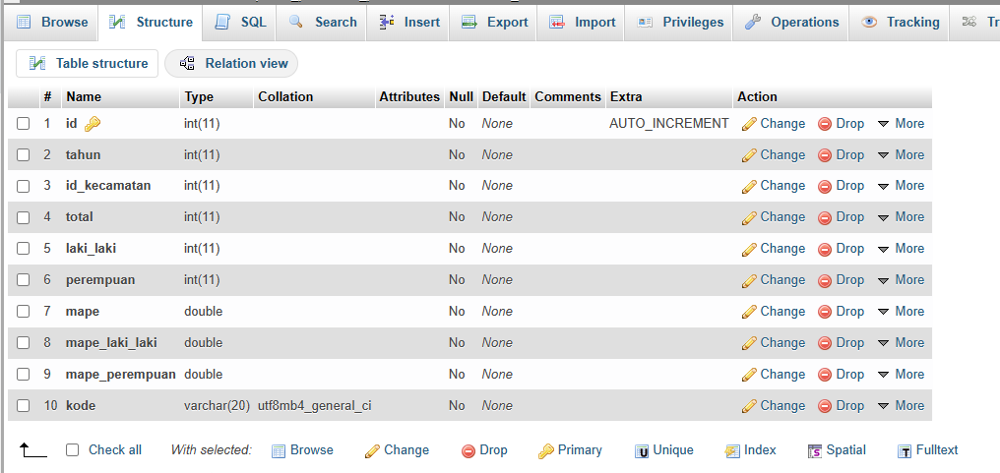 Browse Structure SQL Search Insert Export Import Privileges Operations Tracking Tr
Table structure Relation view
# Name Type Collation Attributes Null Default Comments Extra Action
1 id int(11) No None AUTO_INCREMENT Change Drop More
2 tahun int(11) No None Change Drop More
3 id_kecamatan int(11) No None Change Drop More
4 total int(11) No None Change Drop More
5 laki_laki int(11) No None Change Drop More
6 perempuan int(11) No None Change Drop More
7 mape double No None Change Drop More
8 mape_laki_laki double No None Change Drop More
9 mape_perempuan double No None Change Drop More
10 kode varchar(20) utf8mb4_general_ci No None Change Drop More
Check all With selected: Browse Change Drop Primary Unique Index Spatial Fulltext